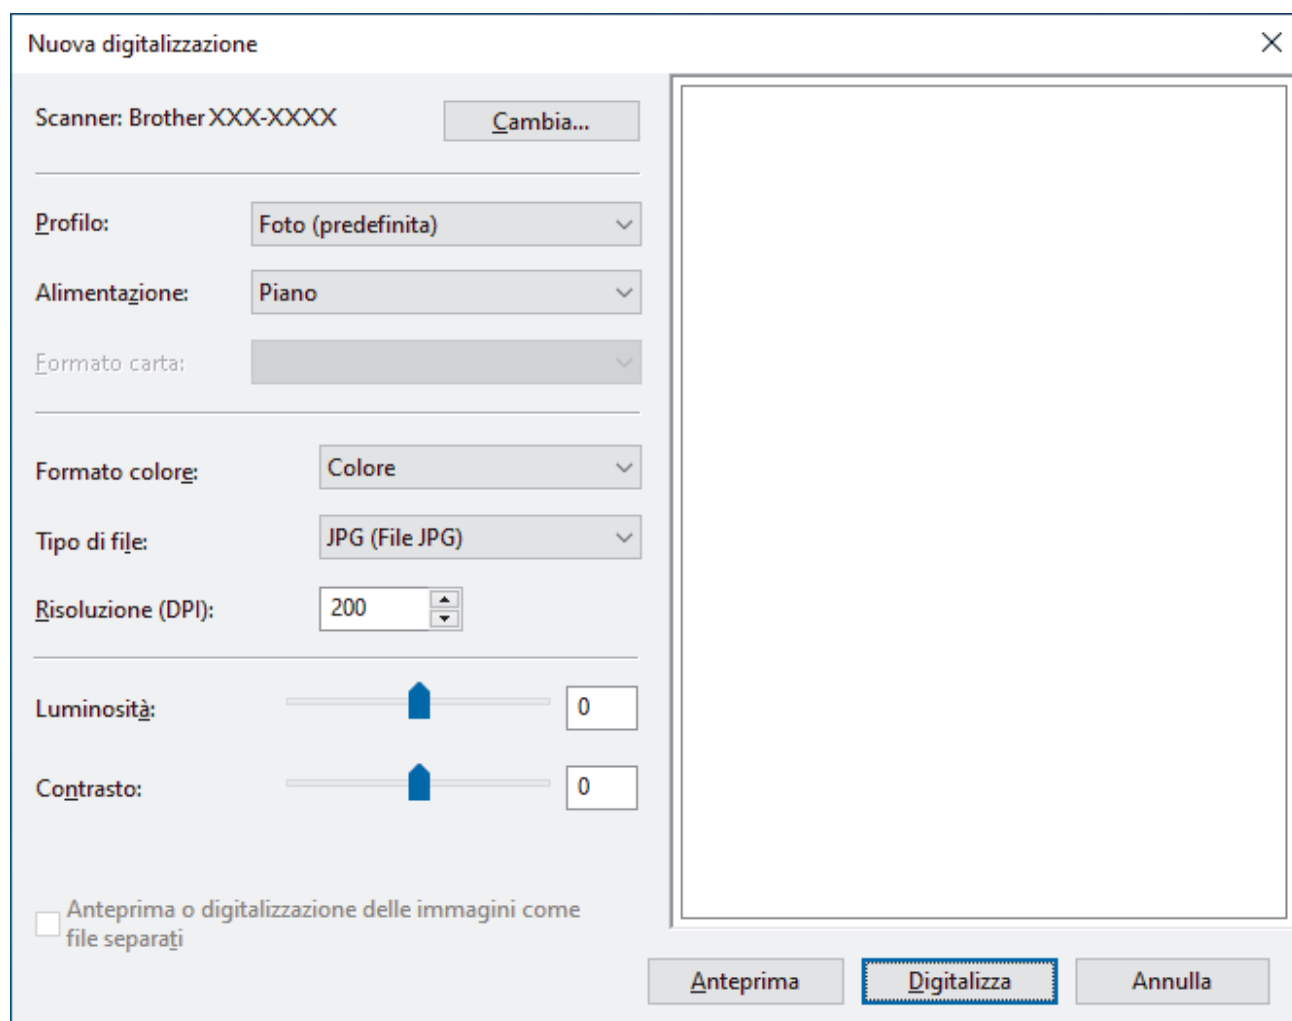 Nuova digitalizzazione
Scanner: Brother XXX-XXXX
Cambia...
Profilo:
Foto (predefinita)
Alimentazione:
Piano
Formato carta:
Formato colore:
Colore
Tipo di file:
JPG (File JPG)
Risoluzione (DPI):
200
Luminosità:
0
Contrasto:
0
Anteprima o digitalizzazione delle immagini come
file separati
Anteprima
Digitalizza
Annulla